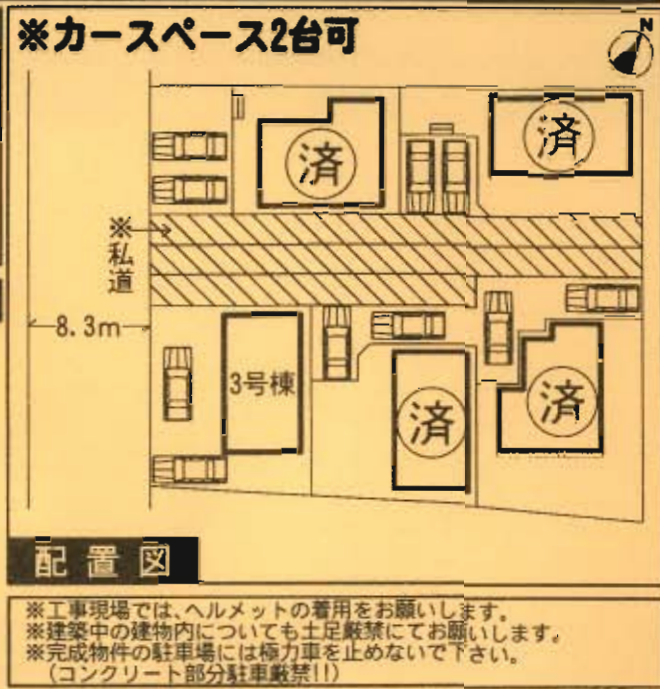 ※カースペース2台可
N
済
済
※私道
8.3m
3号棟
済
済
配置図
※工事現場では、ヘルメットの着用をお願いします。
※建築中の建物内についても土足厳禁にてお願いします。
※完成物件の駐車場には極力車を止めないで下さい。
(コンクリート部分駐車厳禁!!)